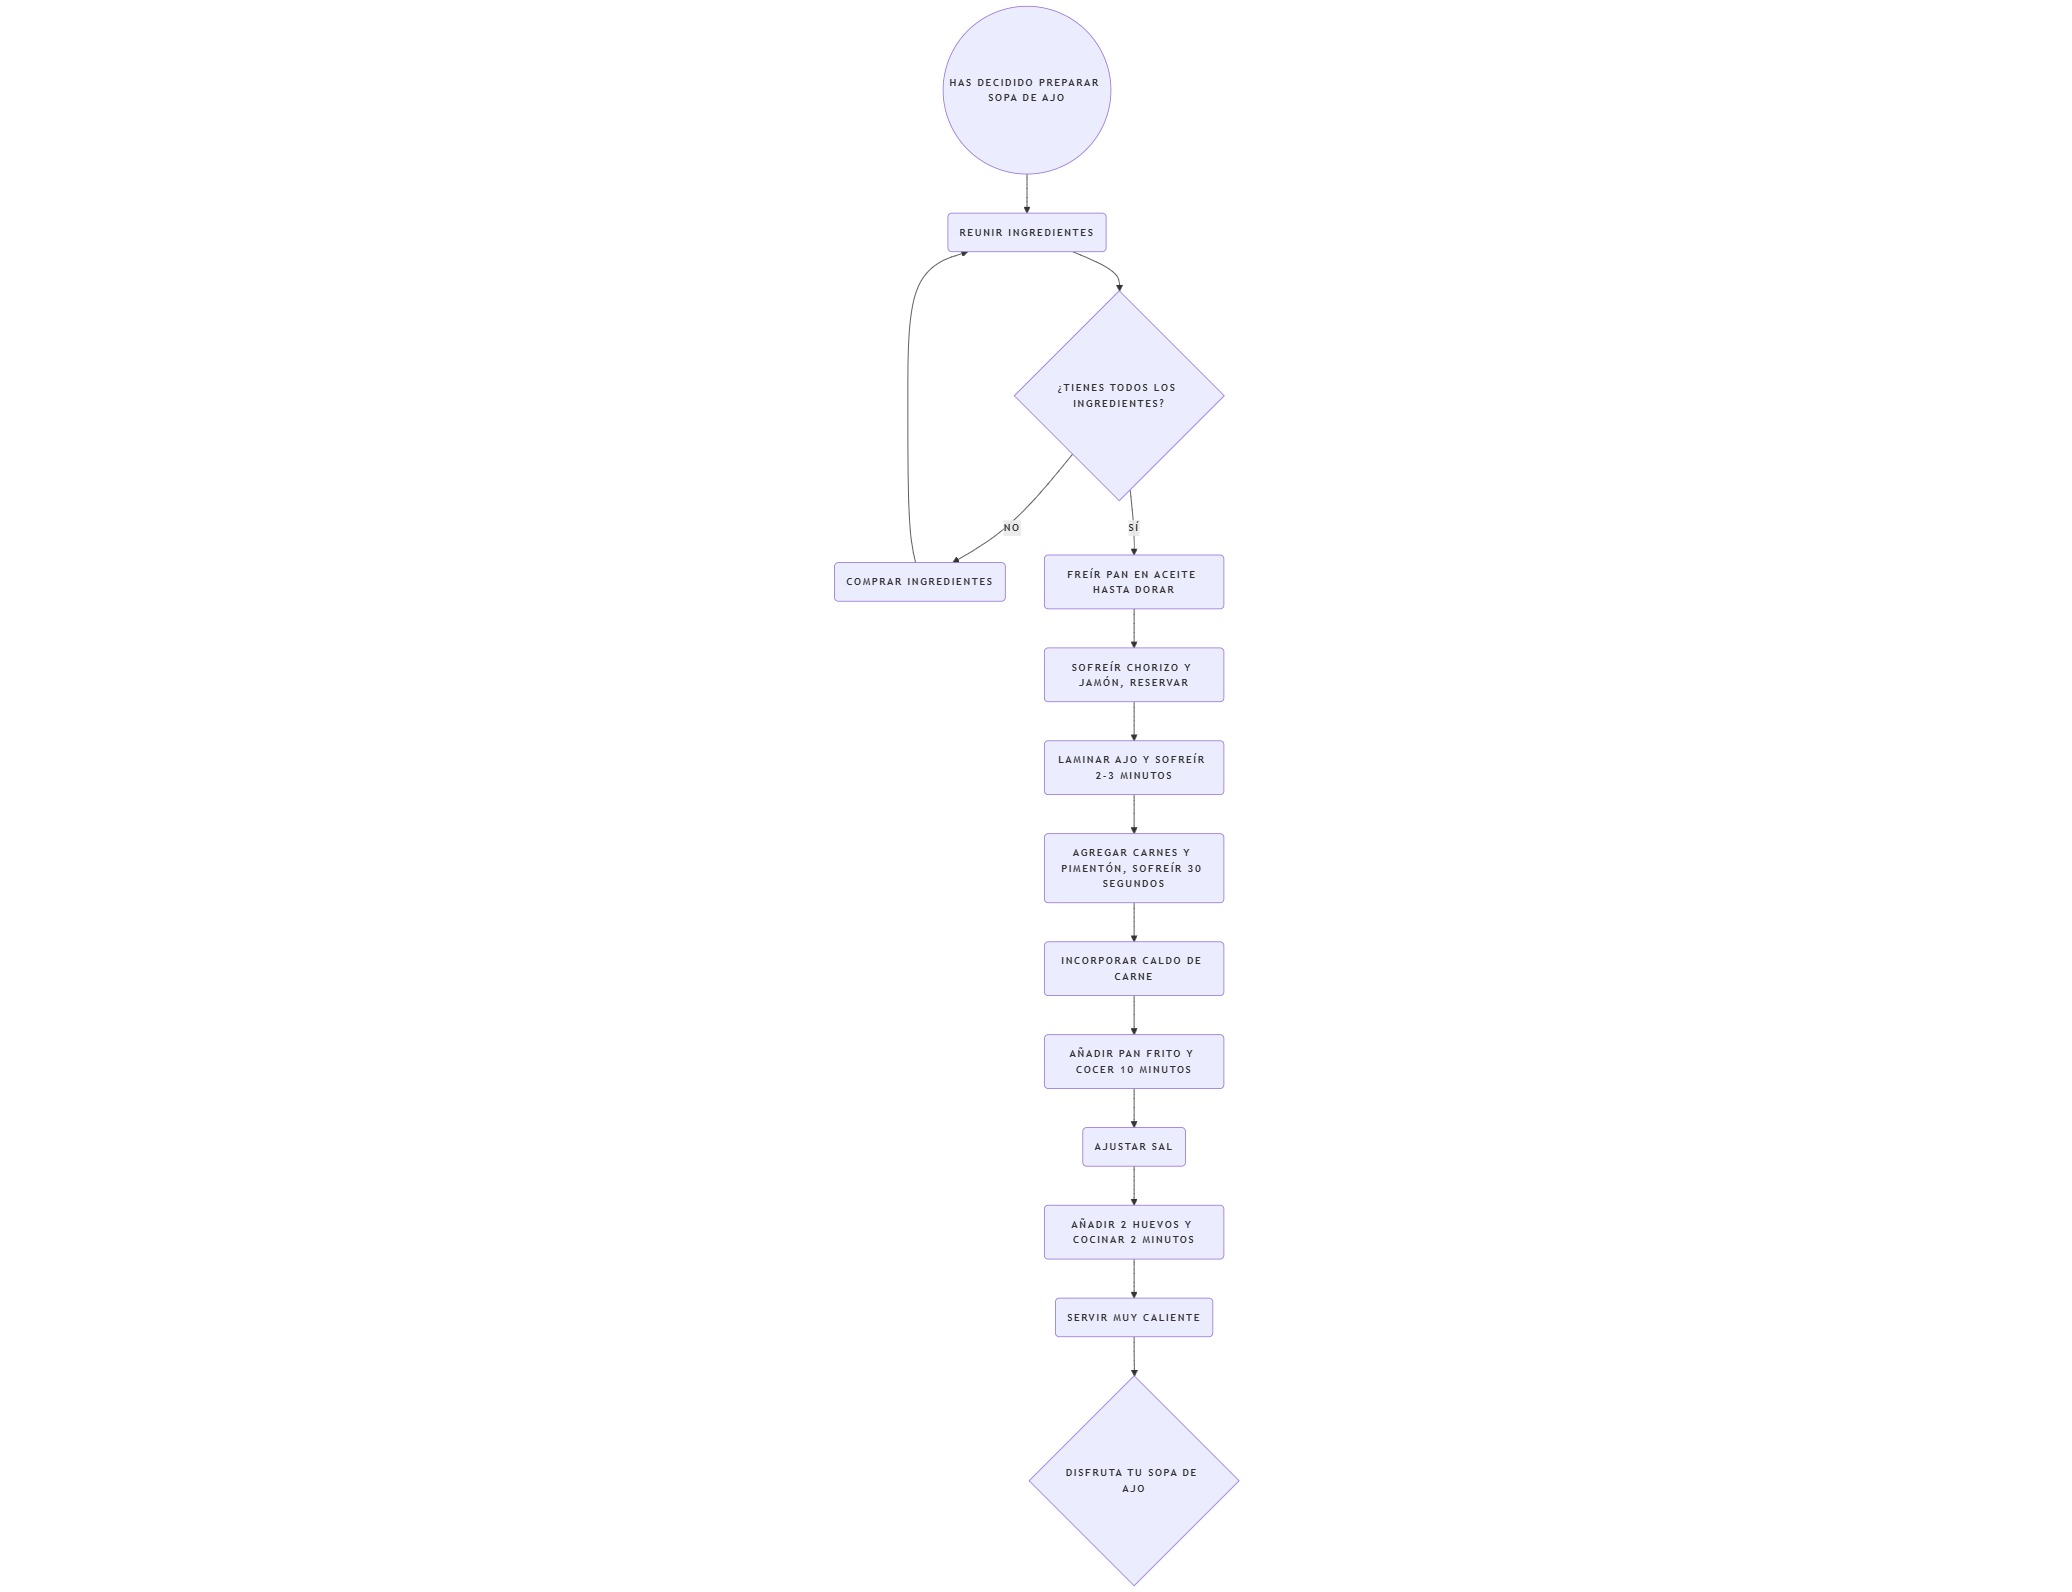 HAS DECIDIDO PREPARAR
SOPA DE AJO
REUNIR INGREDIENTES
¿TIENES TODOS LOS
INGREDIENTES?
NO
SÍ
COMPRAR INGREDIENTES
FREÍR PAN EN ACEITE
HASTA DORAR
SOFREÍR CHORIZO Y
JAMÓN, RESERVAR
LAMINAR AJO Y SOFREÍR
2-3 MINUTOS
AGREGAR CARNES Y
PIMENTÓN, SOFREÍR 30
SEGUNDOS
INCORPORAR CALDO DE
CARNE
AÑADIR PAN FRITO Y
COCER 10 MINUTOS
AJUSTAR SAL
AÑADIR 2 HUEVOS Y
COCINAR 2 MINUTOS
SERVIR MUY CALIENTE
DISFRUTA TU SOPA DE
AJO